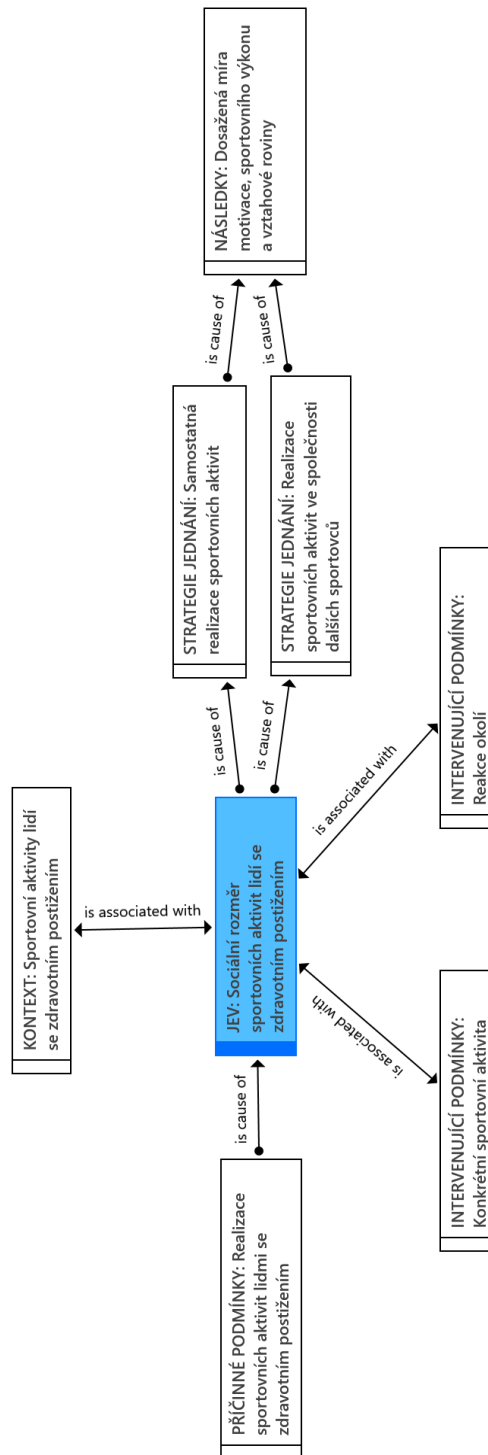 KONTEXT: Sportovní aktivity lidí
se zdravotním postižením
is associated with
PŘÍČINNÉ PODMÍNKY: Realizace
sportovních aktivit lidmi se
zdravotním postižením
is cause of
JEV: Sociální rozměr
sportovních aktivit lidí se
zdravotním postižením
is cause of
is cause of
STRATEGIE JEDNÁNÍ: Samostatná
realizace sportovních aktivit
STRATEGIE JEDNÁNÍ: Realizace
sportovních aktivit ve společnosti
dalších sportovců
is cause of
is cause of
NÁSLEDKY: Dosažená míra
motivace, sportovního výkonu
a vztahové roviny
is associated with
is associated with
INTERVENUJÍCÍ PODMÍNKY:
Konkrétní sportovní aktivita
INTERVENUJÍCÍ PODMÍNKY:
Reakce okolí